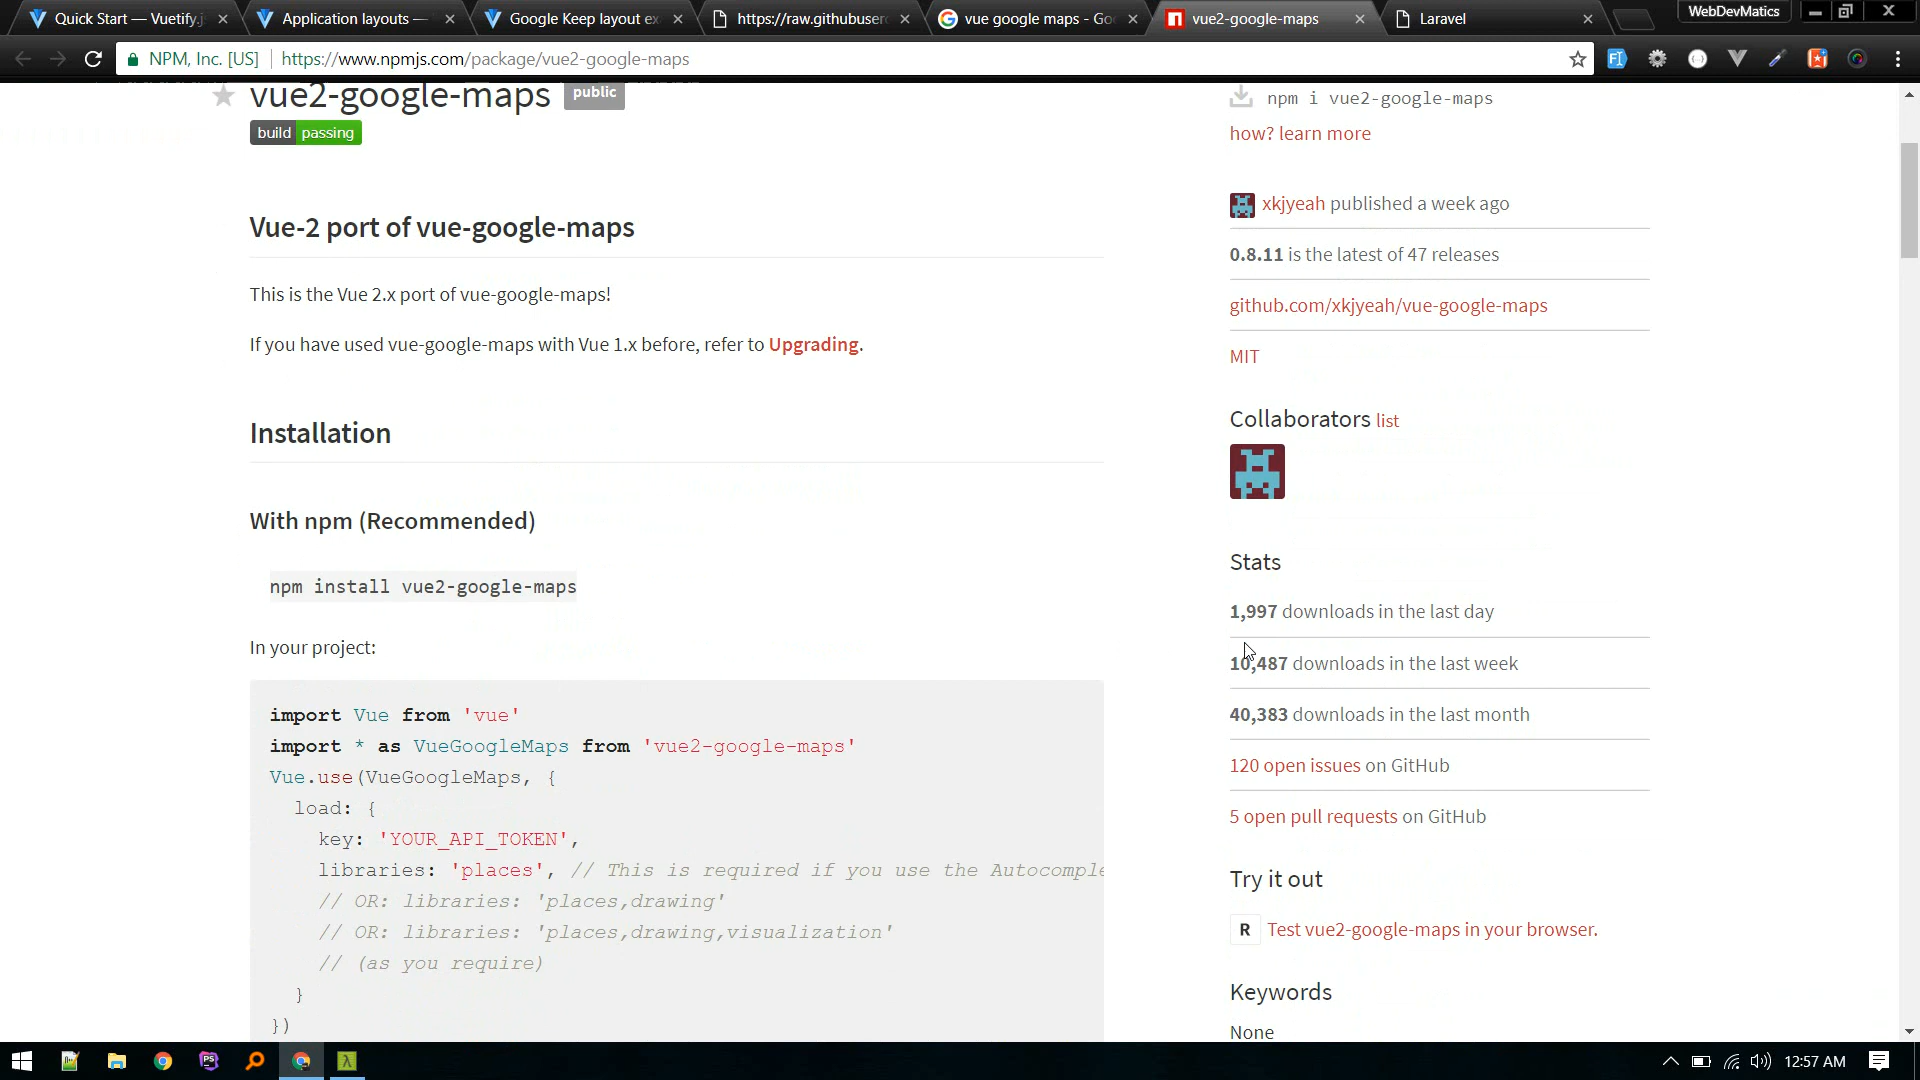 Quick Start — Vuetify.j
Application layouts —
Google Keep layout ex
https://raw.githubuser
vue google maps - Go
vue2-google-maps
Laravel
WebDevMatics
NPM, Inc. [US]
https://www.npmjs.com/package/vue2-google-maps
vue2-google-maps
public
build passing
Vue-2 port of vue-google-maps
This is the Vue 2.x port of vue-google-maps!
If you have used vue-google-maps with Vue 1.x before, refer to Upgrading.
Installation
With npm (Recommended)
npm install vue2-google-maps
In your project:
import Vue from 'vue'
import * as VueGoogleMaps from 'vue2-google-maps'
Vue.use(VueGoogleMaps, {
load: {
key: 'YOUR_API_TOKEN',
libraries: 'places', // This is required if you use the Autocomple
// OR: libraries: 'places,drawing'
// OR: libraries: 'places,drawing,visualization'
// (as you require)
}
})
npm i vue2-google-maps
how? learn more
xkjyeah published a week ago
0.8.11 is the latest of 47 releases
github.com/xkjyeah/vue-google-maps
MIT
Collaborators list
Stats
1,997 downloads in the last day
10,487 downloads in the last week
40,383 downloads in the last month
120 open issues on GitHub
5 open pull requests on GitHub
Try it out
R Test vue2-google-maps in your browser.
Keywords
None
12:57 AM